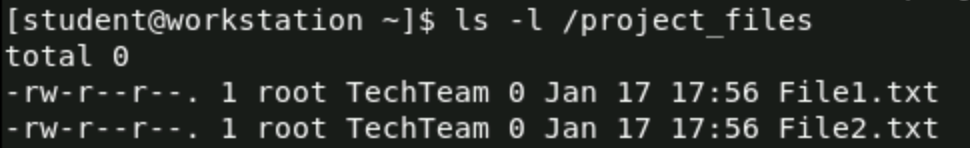 [student@workstation ~]$ ls -l /project_files
total 0
-rw-r--r--. 1 root TechTeam 0 Jan 17 17:56 File1.txt
-rw-r--r--. 1 root TechTeam 0 Jan 17 17:56 File2.txt